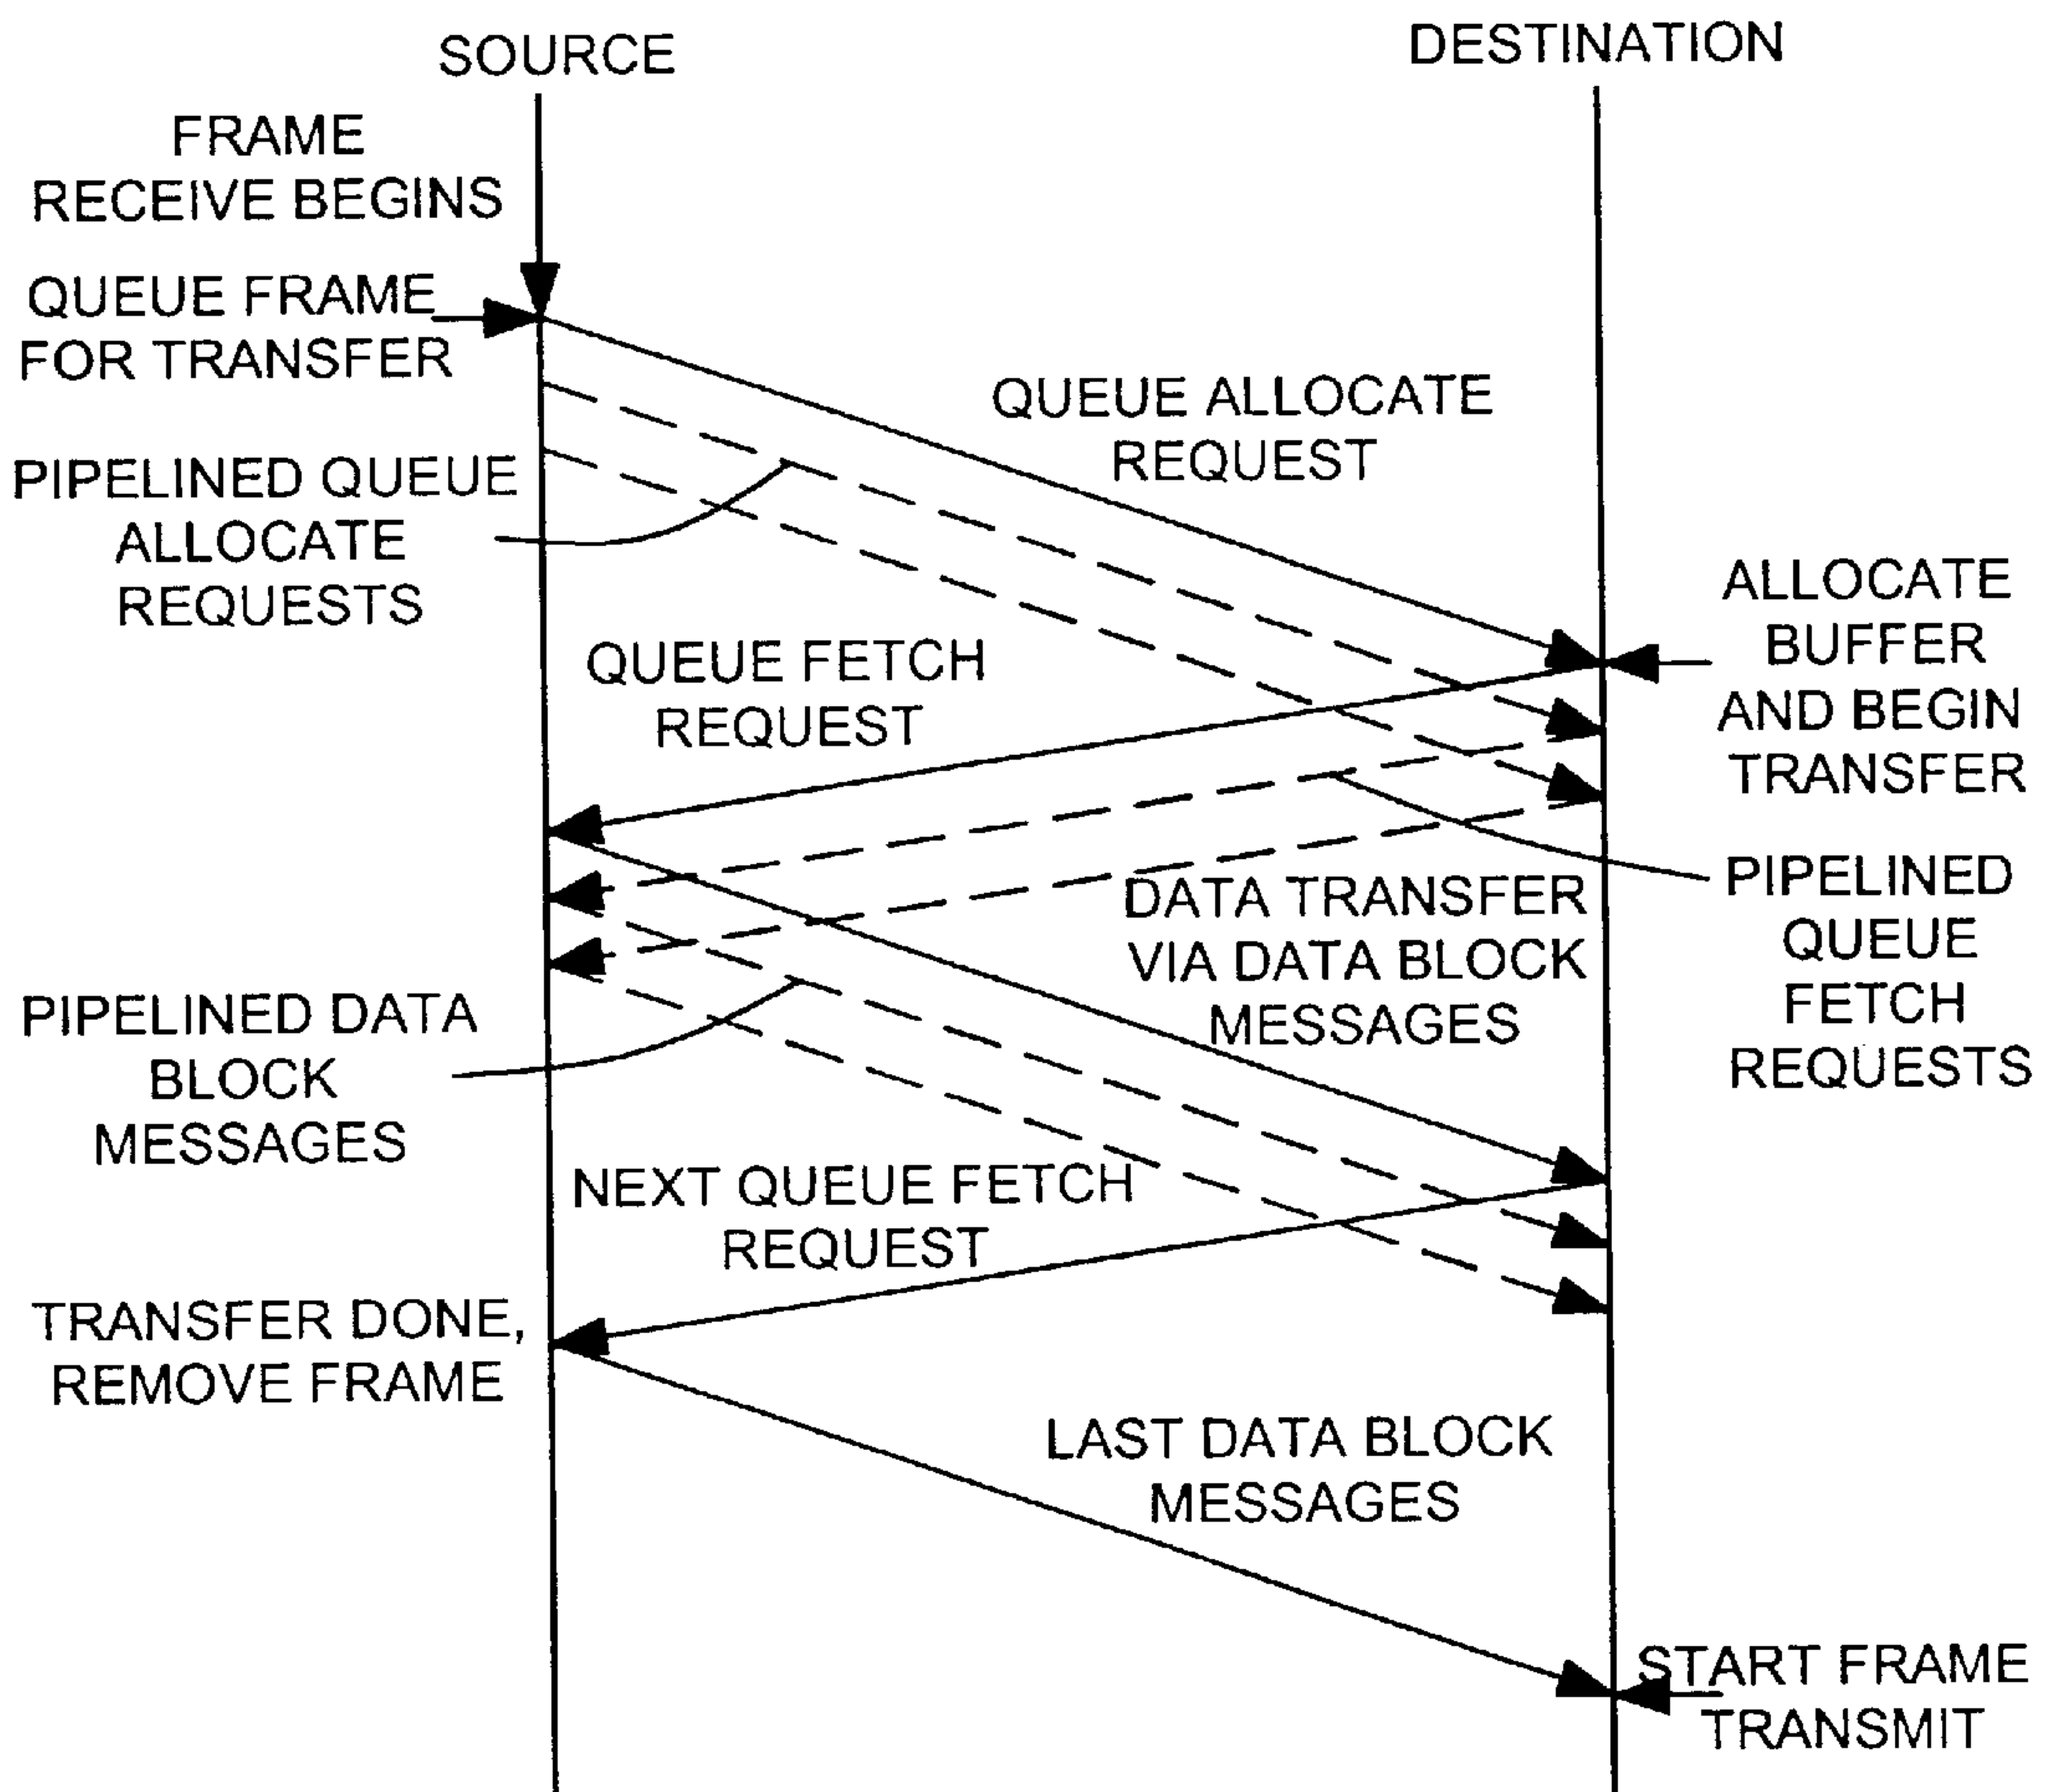 SOURCE
DESTINATION
FRAME
RECEIVE BEGINS
QUEUE FRAME
FOR TRANSFER
QUEUE ALLOCATE
REQUEST
PIPELINED QUEUE
ALLOCATE
REQUESTS
ALLOCATE
BUFFER
AND BEGIN
TRANSFER
QUEUE FETCH
REQUEST
PIPELINED
QUEUE
FETCH
REQUESTS
DATA TRANSFER
VIA DATA BLOCK
MESSAGES
PIPELINED DATA
BLOCK
MESSAGES
NEXT QUEUE FETCH
REQUEST
TRANSFER DONE,
REMOVE FRAME
LAST DATA BLOCK
MESSAGES
START FRAME
TRANSMIT